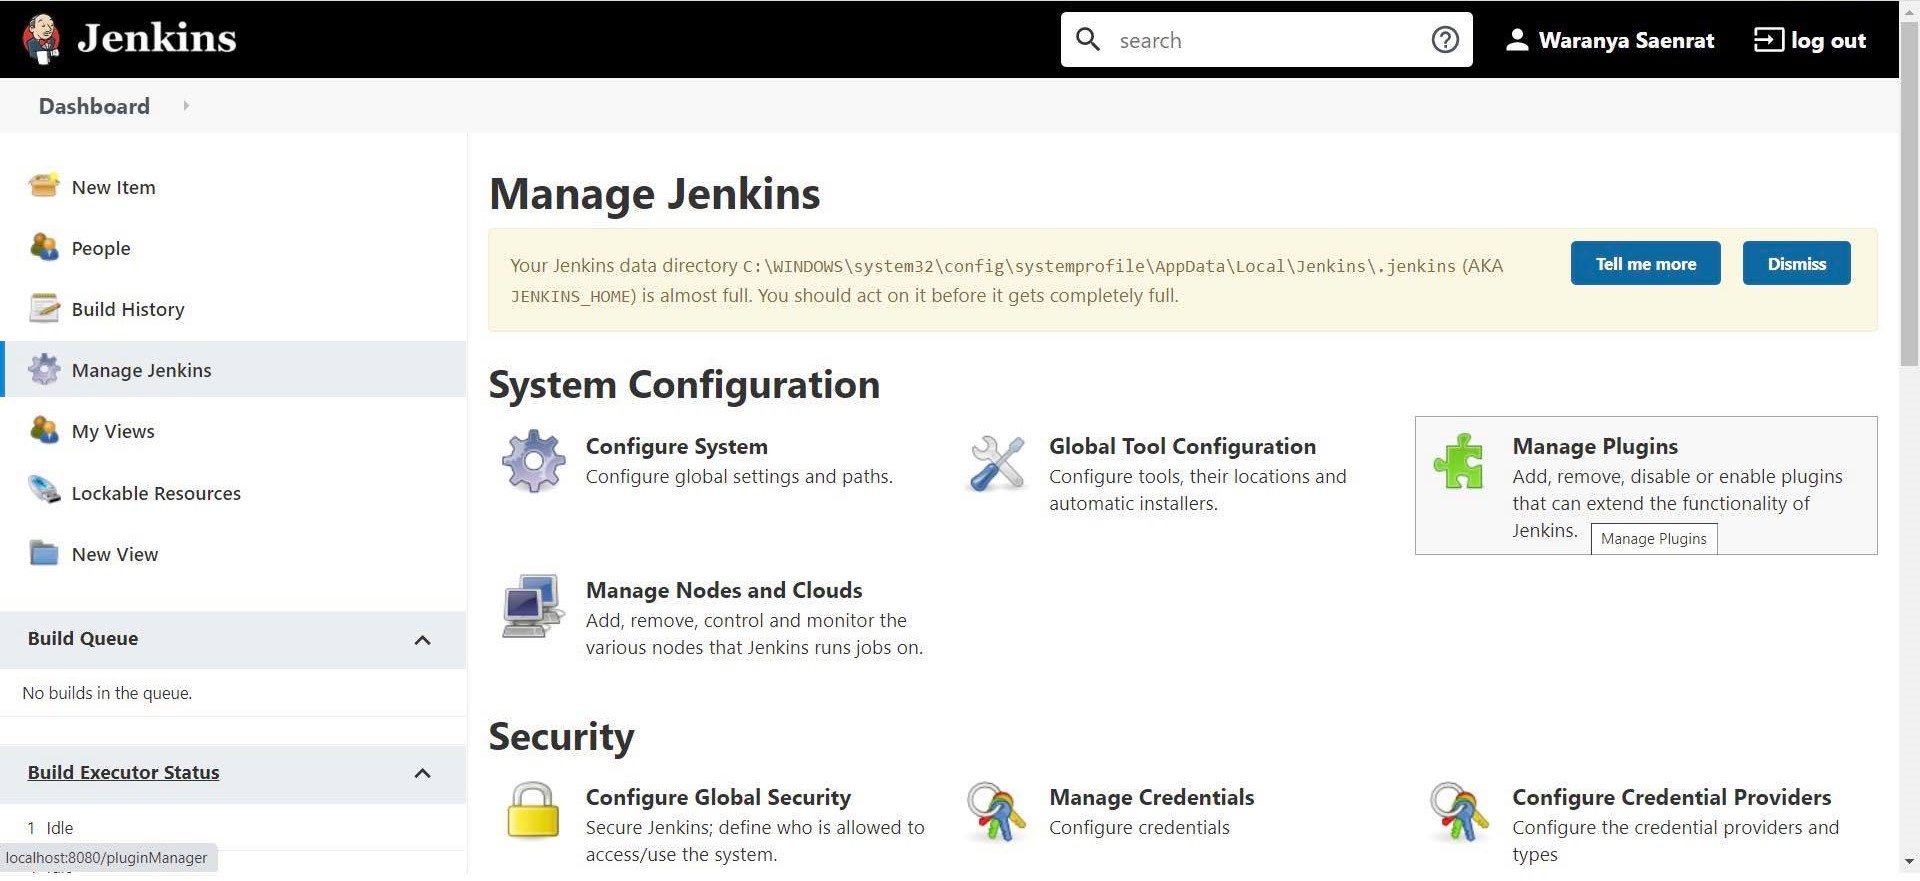 Jenkins
search
Waranya Saenrat
log out
Dashboard
New Item
People
Build History
Manage Jenkins
My Views
Lockable Resources
New View
Build Queue
No builds in the queue.
Build Executor Status
1 Idle
localhost:8080/pluginManager
Manage Jenkins
Your Jenkins data directory C:\WINDOWS\system32\config\systemprofile\AppData\Local\Jenkins\.jenkins (AKA
JENKINS_HOME) is almost full. You should act on it before it gets completely full.
Tell me more
Dismiss
System Configuration
Configure System
Configure global settings and paths.
Global Tool Configuration
Configure tools, their locations and
automatic installers.
Manage Plugins
Add, remove, disable or enable plugins
that can extend the functionality of
Jenkins.
Manage Plugins
Manage Nodes and Clouds
Add, remove, control and monitor the
various nodes that Jenkins runs jobs on.
Security
Configure Global Security
Secure Jenkins; define who is allowed to
access/use the system.
Manage Credentials
Configure credentials
Configure Credential Providers
Configure the credential providers and
types